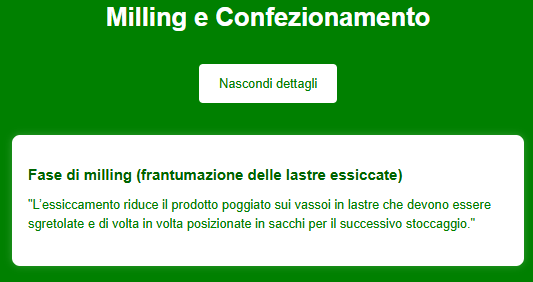 Milling e Confezionamento
Nascondi dettagli
Fase di milling (frantumazione delle lastre essiccate)
"L'essiccamento riduce il prodotto poggiato sui vassoi in lastre che devono essere
sgretolate e di volta in volta posizionate in sacchi per il successivo stoccaggio."